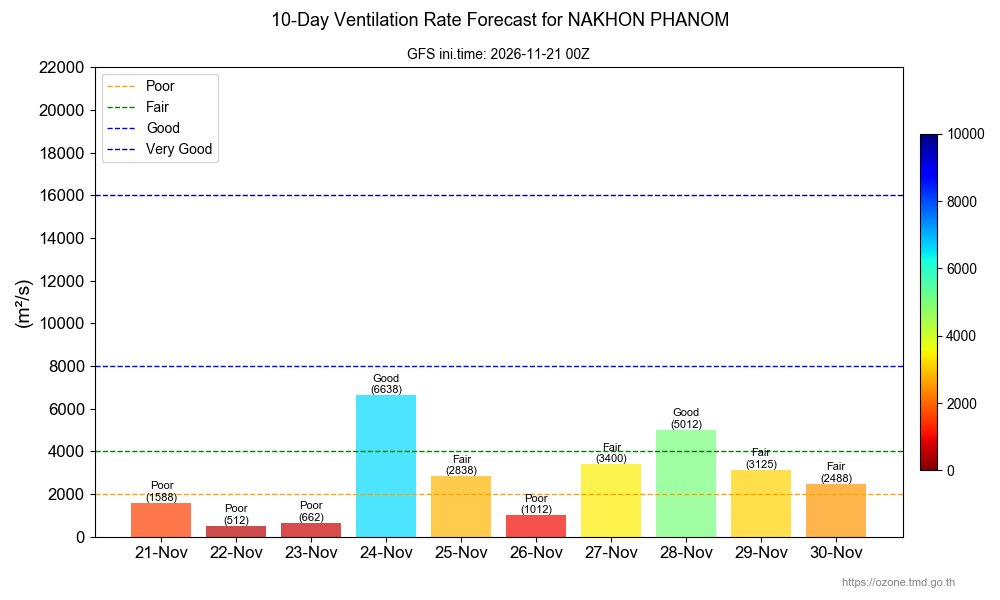 10-Day Ventilation Rate Forecast for NAKHON PHANOM
GFS ini.time: 2026-11-21 00Z
(m²/s)
22000
20000
18000
16000
14000
12000
10000
8000
6000
4000
2000
0
Poor
Fair
Good
Very Good
Poor
(1588)
Poor
(512)
Poor
(662)
Good
(6638)
Fair
(2838)
Poor
(1012)
Fair
(3400)
Good
(5012)
Fair
(3125)
Fair
(2488)
21-Nov
22-Nov
23-Nov
24-Nov
25-Nov
26-Nov
27-Nov
28-Nov
29-Nov
30-Nov
10000
8000
6000
4000
2000
0
https://ozone.tmd.go.th